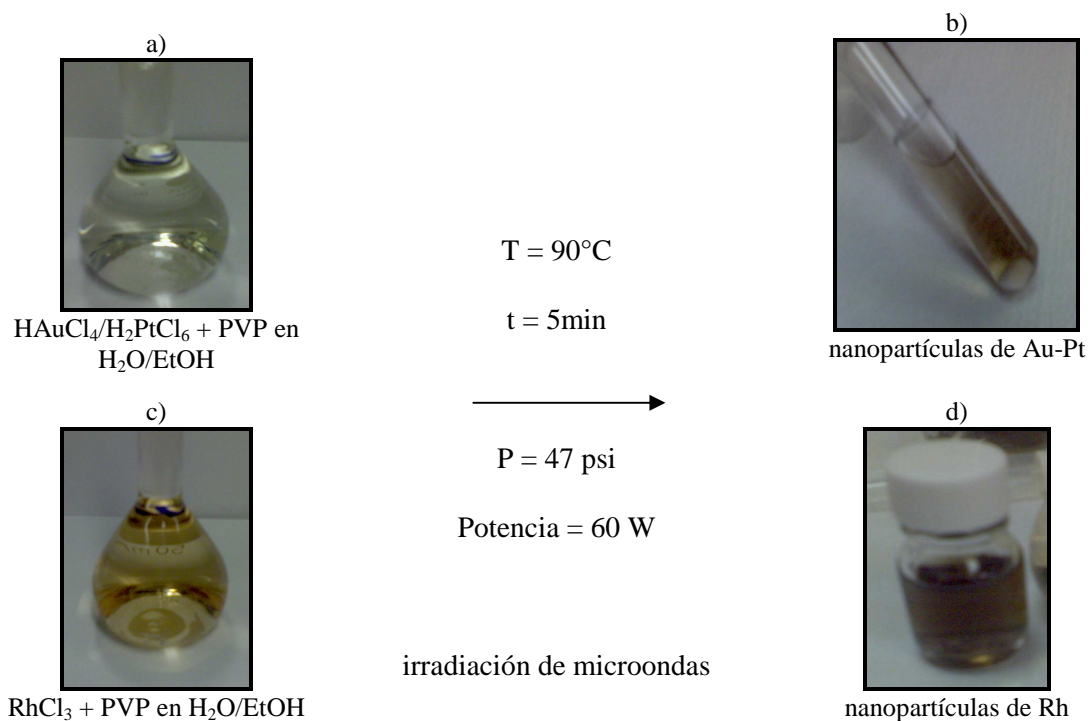 a)
HAuCl₄/H₂PtCl₆ + PVP en
H₂O/EtOH
b)
nanopartículas de Au-Pt
T = 90°C
t = 5min
P = 47 psi
Potencia = 60 W
irradiación de microondas
c)
RhCl₃ + PVP en H₂O/EtOH
d)
nanopartículas de Rh